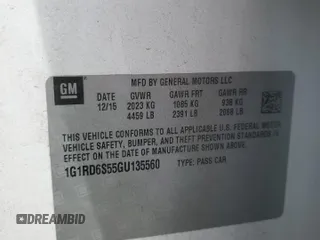 GM
MFD BY GENERAL MOTORS LLC
DATE GVWR GAWR FRT GAWR RR
12/15 2023 KG 1085 KG 938 KG
4459 LB 2391 LB 2068 LB
THIS VEHICLE CONFORMS TO ALL APPLICABLE U.S. FEDERAL MOTOR
VEHICLE SAFETY, BUMPER, AND THEFT PREVENTION STANDARDS IN
EFFECT ON THE DATE OF MANUFACTURE SHOWN ABOVE.
1G1RD6S55GU135560 TYPE: PASS CAR
DREAMBID